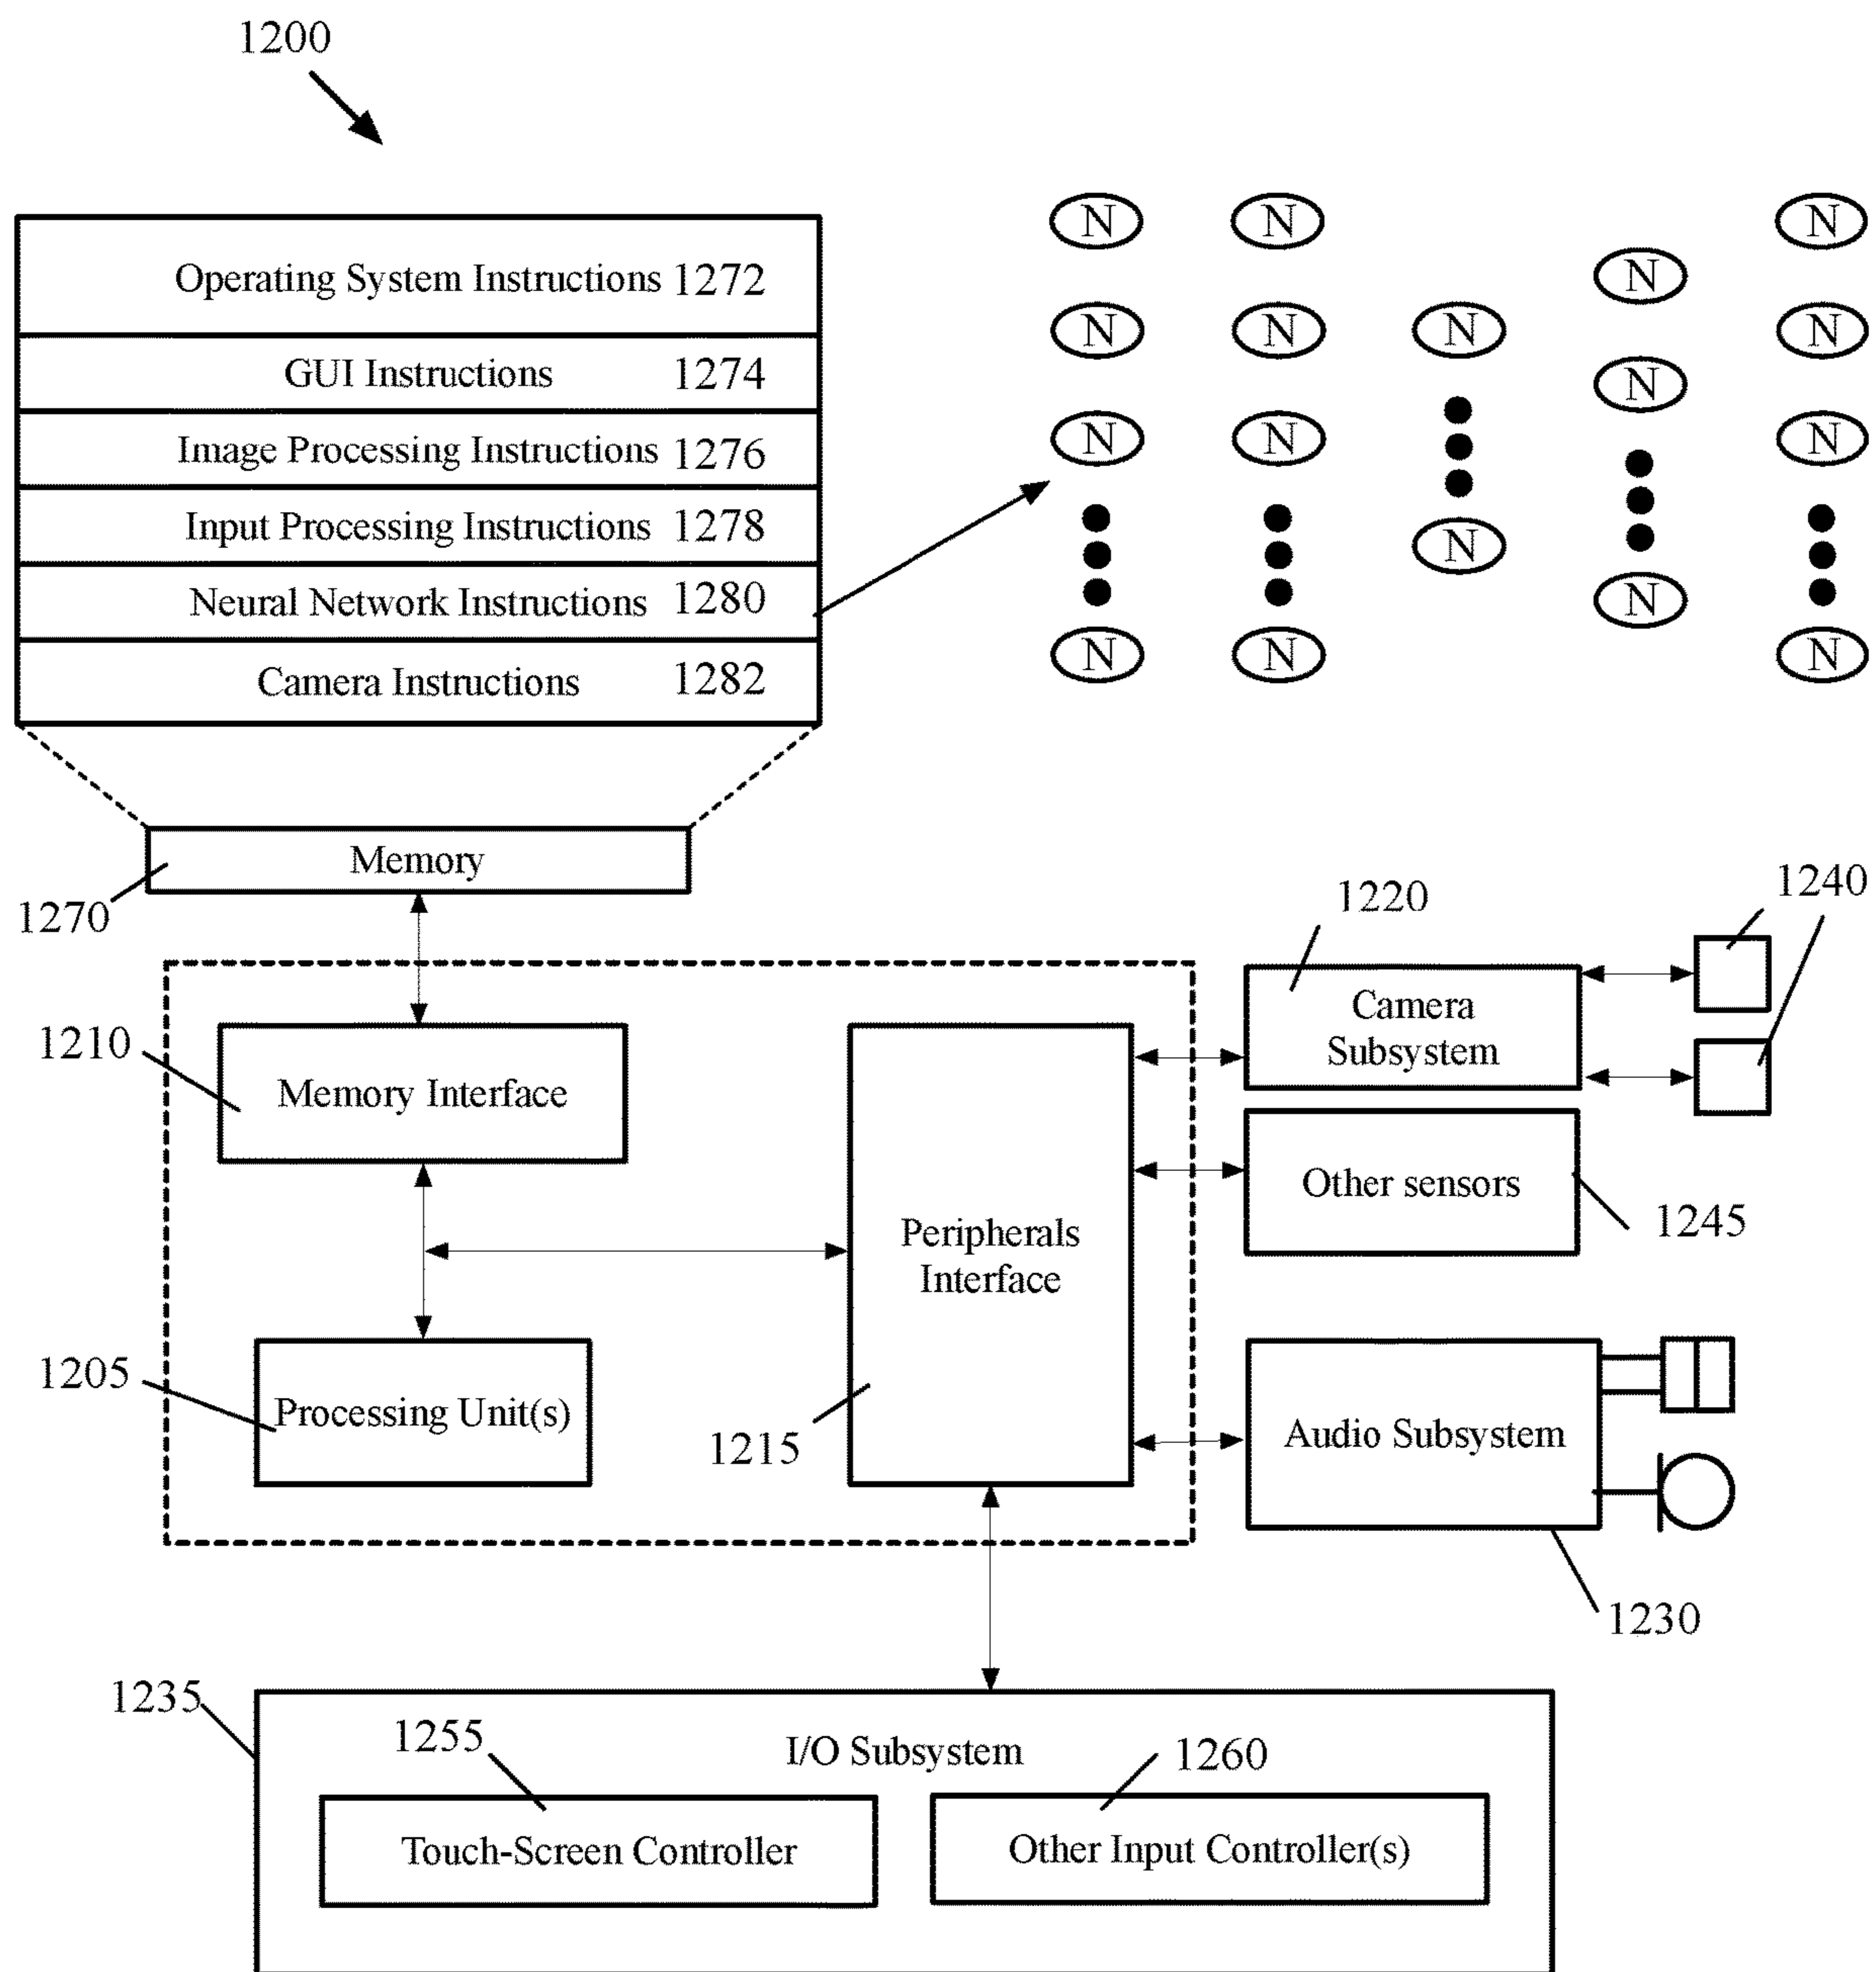 1200
N N N
N
Operating System Instructions 1272
N N N N
GUI Instructions 1274
N
Image Processing Instructions 1276
N N N
Input Processing Instructions 1278
N
Neural Network Instructions 1280
N
Camera Instructions 1282
N N N
Memory
1270
1220
1240
Camera
Subsystem
1210
Memory Interface
Other sensors
1245
Peripherals
Interface
1205
Processing Unit(s)
1215
Audio Subsystem
1230
1235
I/O Subsystem
1255
1260
Touch-Screen Controller
Other Input Controller(s)